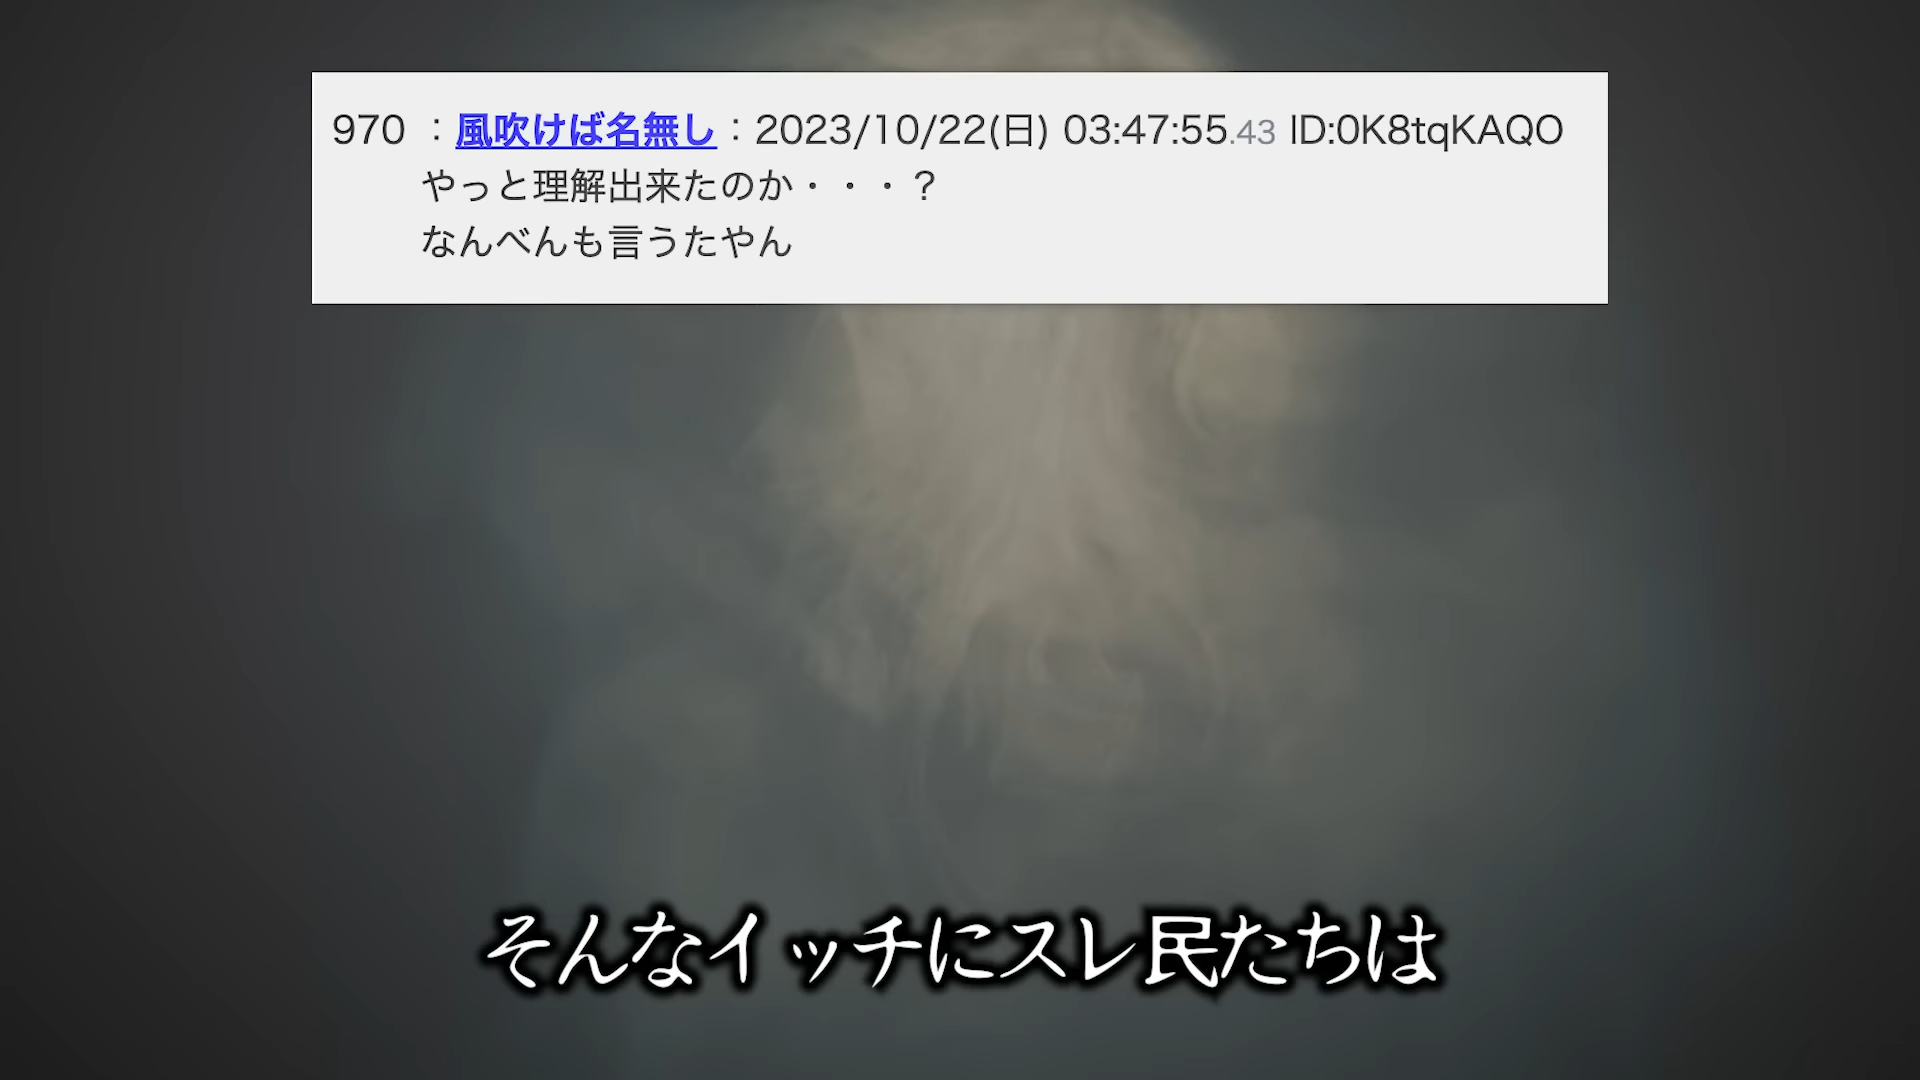 970 ：風吹けば名無し：2023/10/22(日) 03:47:55.43 ID:0K8tqKAQO
やっと理解出来たのか・・・？
なんべんも言うたやん
そんなイッチにスレ民たちは